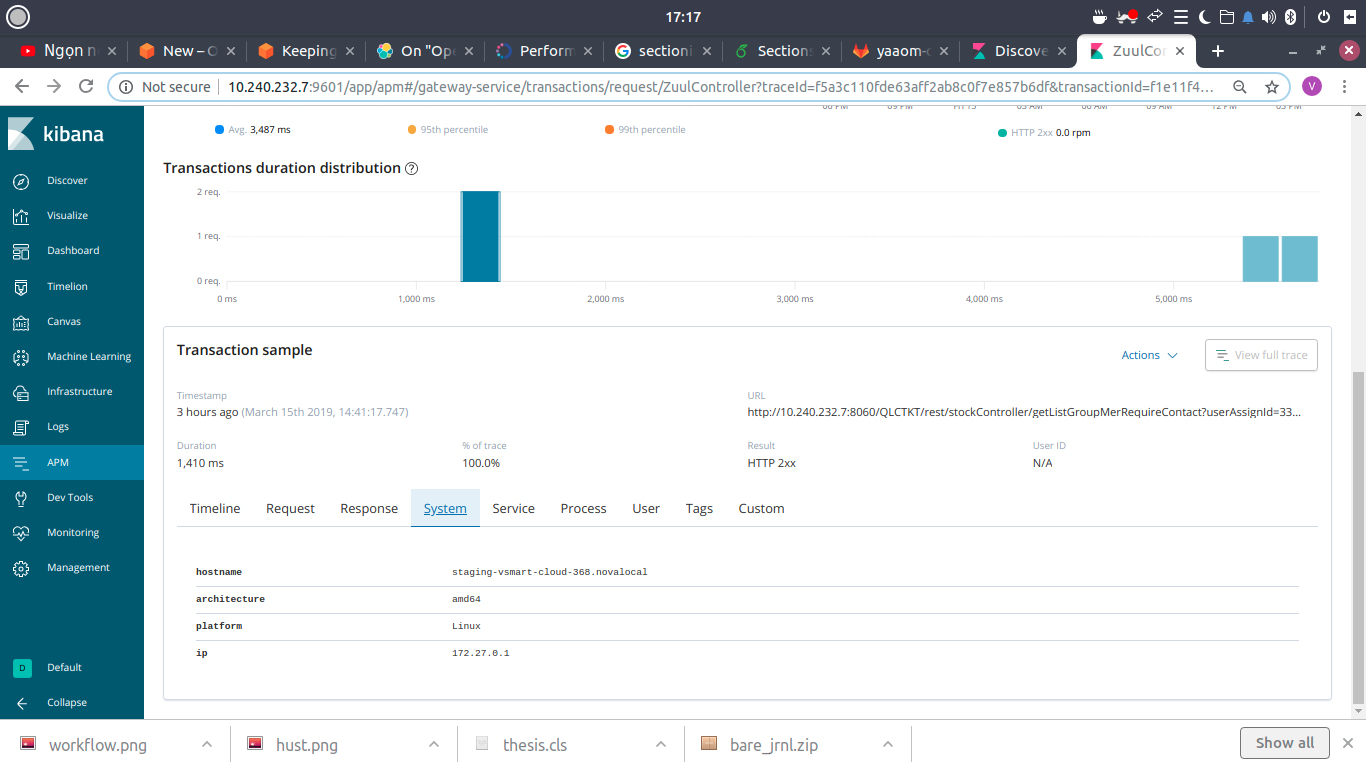 17:17
Ngọn n
New – O
Keeping
On "Ope
Perform
sectioni
Section
yaaom-
Discove
ZuulCo
Not secure
10.240.232.7:9601/app/apm#/gateway-service/transactions/request/ZuulController?traceId=f5a3c110fde63aff2ab8c0f7e857b6df&transactionId=f1e11f4...
V
kibana
Discover
Visualize
Dashboard
Timelion
Canvas
Machine Learning
Infrastructure
Logs
APM
Dev Tools
Monitoring
Management
D Default
Collapse
Avg. 3,487 ms
95th percentile
99th percentile
HTTP 2xx 0.0 rpm
Transactions duration distribution
2 req.
1 req.
0 req.
0 ms
1,000 ms
2,000 ms
3,000 ms
4,000 ms
5,000 ms
Transaction sample
Actions
View full trace
Timestamp
3 hours ago (March 15th 2019, 14:41:17.747)
URL
http://10.240.232.7:8060/QLCTKT/rest/stockController/getListGroupMerRequireContact?userAssignId=33...
Duration
1,410 ms
% of trace
100.0%
Result
HTTP 2xx
User ID
N/A
Timeline Request Response System Service Process User Tags Custom
hostname staging-vsmart-cloud-368.novalocal
architecture amd64
platform Linux
ip 172.27.0.1
workflow.png
hust.png
thesis.cls
bare_jrnl.zip
Show all